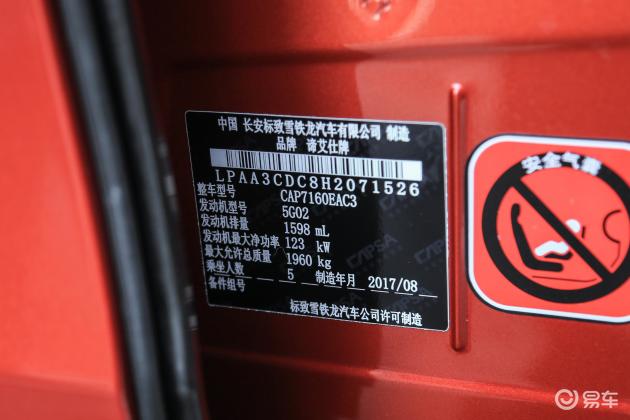 中国 长安标致雪铁龙汽车有限公司 制造
品牌 谛艾仕牌
LPAA3CDC8H2071526
整车型号 CAP7160EAC3
发动机型号 5G02
发动机排量 1598 mL
发动机最大净功率 123 kW
最大允许总质量 1960 kg
乘坐人数 5 制造年月 2017/08
备件组号
标致雪铁龙汽车公司许可制造
CAPSA
安全气囊
易车